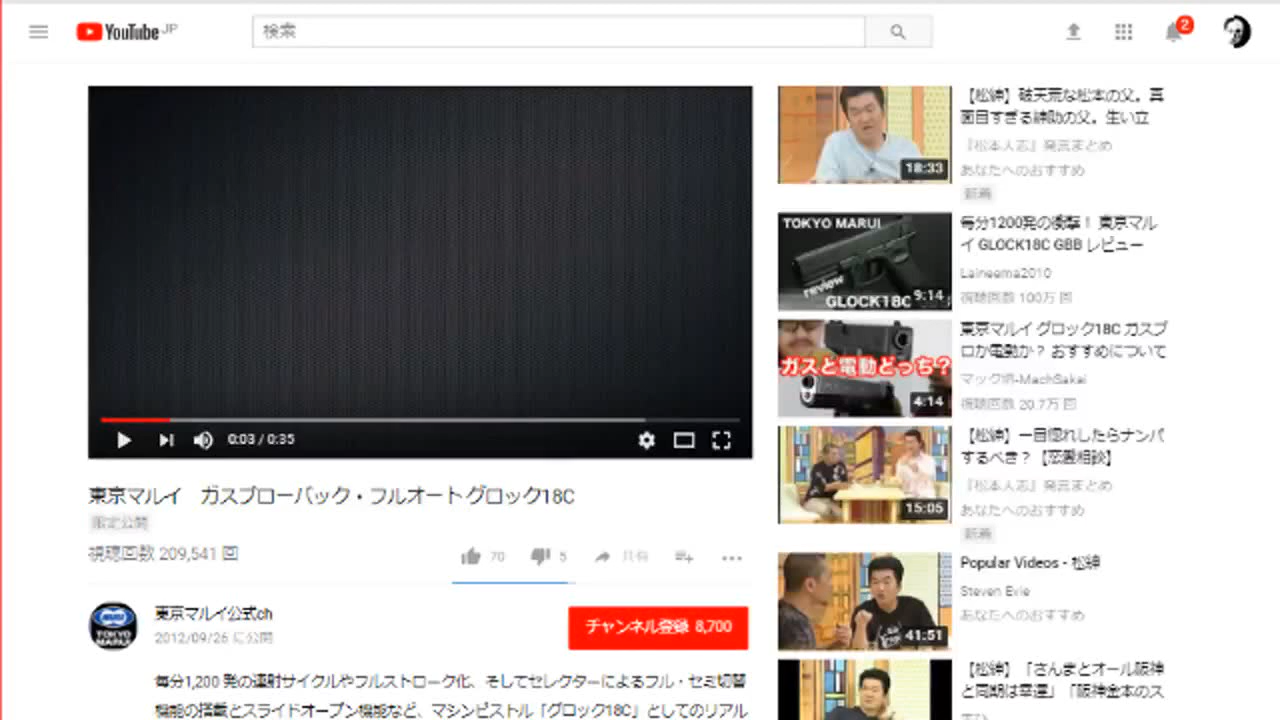 YouTube JP
検索
2
0:03 / 0:35
東京マルイ ガスブローバック・フルオート グロック18C
限定公開
視聴回数 209,541 回
70
5
共有
東京マルイ公式ch
2012/09/26 に公開
チャンネル登録 8,700
毎分1,200 発の連射サイクルやフルストローク化、そしてセレクターによるフル・セミ切替
機能の搭載とスライドオープン機能など、マシンピストル「グロック18C」としてのリアル
MARUI
TOKYO
MARUI
18:33
【松紳】破天荒な松本の父。真
面目すぎる紳助の父。生い立
『松本人志』発言まとめ
あなたへのおすすめ
新着
TOKYO MARUI
review
GLOCK18C
9:14
毎分1200発の衝撃！ 東京マル
イ GLOCK18C GBB レビュー
Laineema2010
視聴回数 100万 回
ガスと電動どっち?
4:14
東京マルイ グロック18C ガスブ
ロか電動か？ おすすめについて
マック堺-MachSakai
視聴回数 20.7万 回
15:05
【松紳】一目惚れしたらナンパ
するべき？【恋愛相談】
『松本人志』発言まとめ
あなたへのおすすめ
新着
41:51
Popular Videos - 松紳
Steven Evie
あなたへのおすすめ
【松紳】「さんまとオール阪神
と同期は幸運」「阪神金本のス